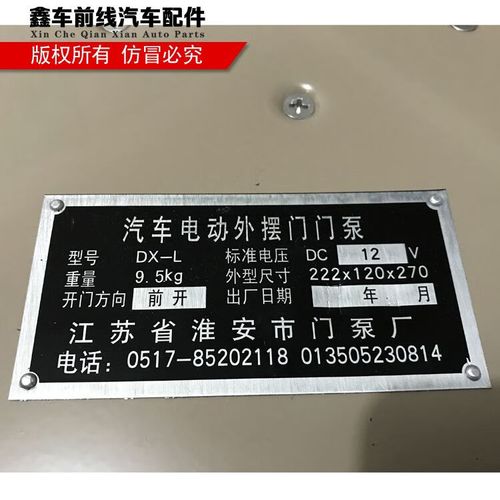 鑫车前线汽车配件
Xin Che Qian Xian Auto Parts
版权所有 仿冒必究
汽车电动外摆门门泵
型号 DX-L 标准电压 DC 12 V
重量 9.5kg 外型尺寸 222x120x270
开门方向 前开 出厂日期 年 月
江苏省淮安市门泵厂
电话: 0517-85202118 013505230814